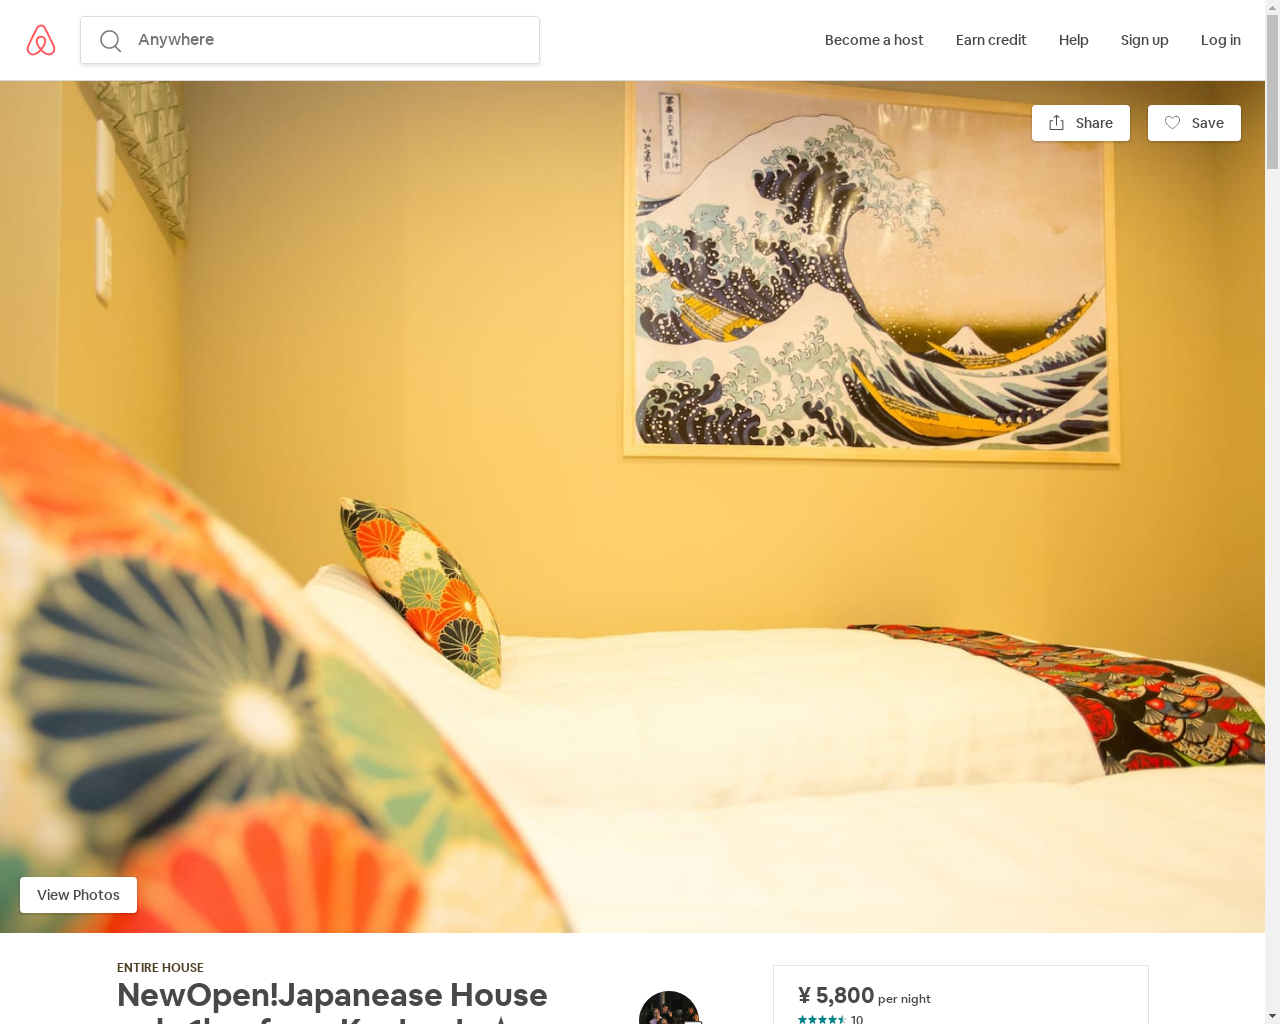 Anywhere
Become a host
Earn credit
Help
Sign up
Log in
Share
Save
View Photos
ENTIRE HOUSE
NewOpen!Japanease House
¥ 5,800 per night
10